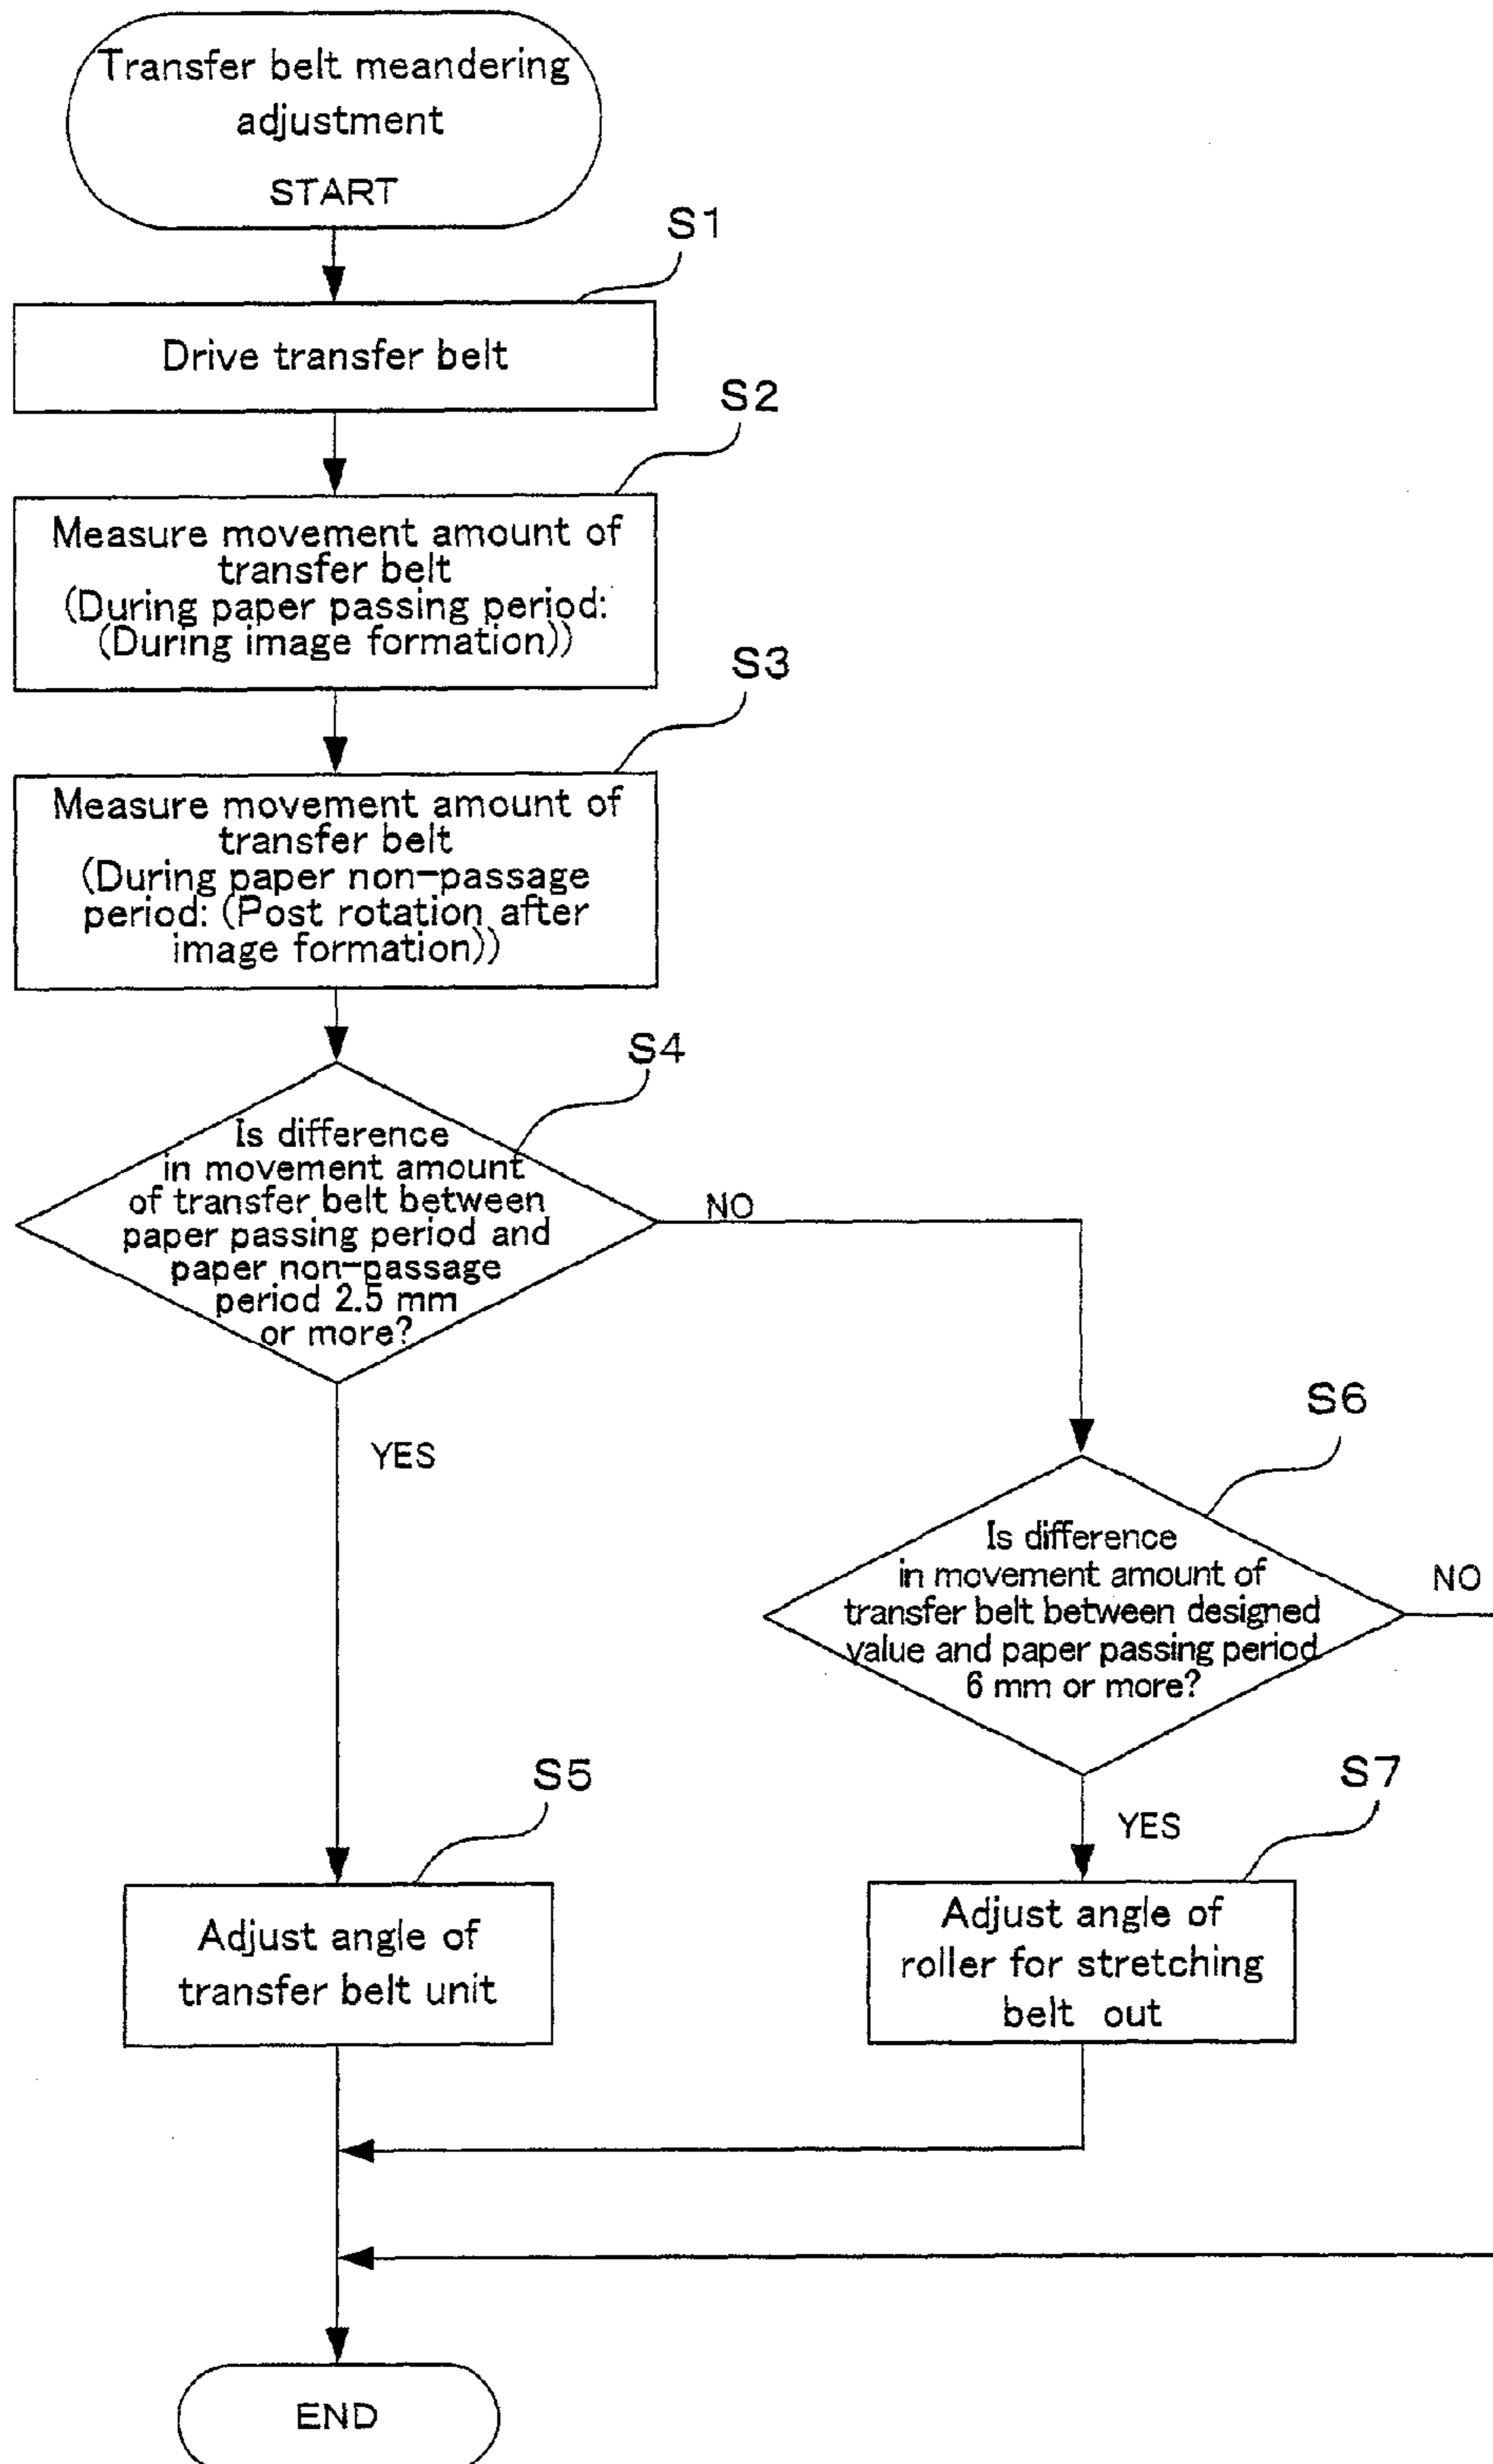 Transfer belt meandering
adjustment
START
S1
Drive transfer belt
S2
Measure movement amount of
transfer belt
(During paper passing period:
(During image formation))
S3
Measure movement amount of
transfer belt
(During paper non-passage
period: (Post rotation after
image formation))
S4
Is difference
in movement amount
of transfer belt between
paper passing period and
paper non-passage
period 2.5 mm
or more?
NO
YES
S6
Is difference
in movement amount of
transfer belt between designed
value and paper passing period
6 mm or more?
NO
YES
S5
Adjust angle of
transfer belt unit
S7
Adjust angle of
roller for stretching
belt out
END